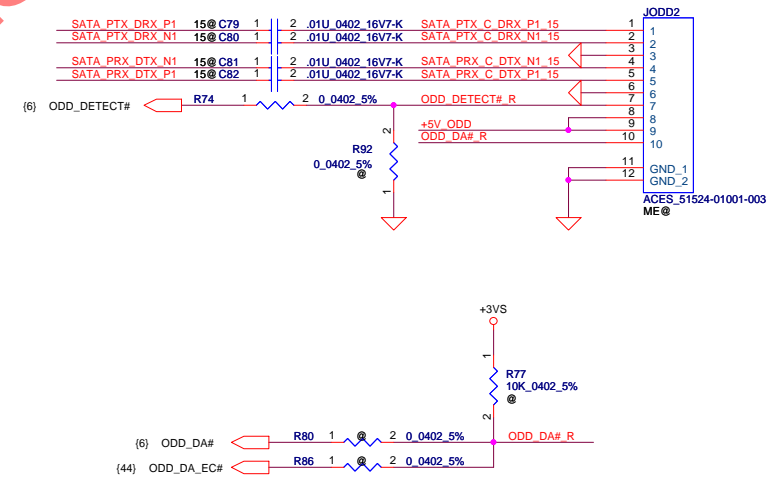 JODD2
SATA_PTX_DRX_P1 15@ C79 1 2 .01U_0402_16V7-K SATA_PTX_C_DRX_P1_15 1 1
SATA_PTX_DRX_N1 15@ C80 1 2 .01U_0402_16V7-K SATA_PTX_C_DRX_N1_15 2 2
3 3
SATA_PRX_DTX_N1 15@ C81 1 2 .01U_0402_16V7-K SATA_PRX_C_DTX_N1_15 4 4
SATA_PRX_DTX_P1 15@ C82 1 2 .01U_0402_16V7-K SATA_PRX_C_DTX_P1_15 5 5
6 6
{6} ODD_DETECT# R74 1 2 0_0402_5% ODD_DETECT#_R 7 7
8 8
+5V_ODD 9 9
ODD_DA#_R 10 10
2
R92
0_0402_5%
@
1
11 GND_1
12 GND_2
ACES_51524-01001-003
ME@
+3VS
1
R77
10K_0402_5%
@
2
{6} ODD_DA# R80 1 @ 2 0_0402_5% ODD_DA#_R
{44} ODD_DA_EC# R86 1 @ 2 0_0402_5%